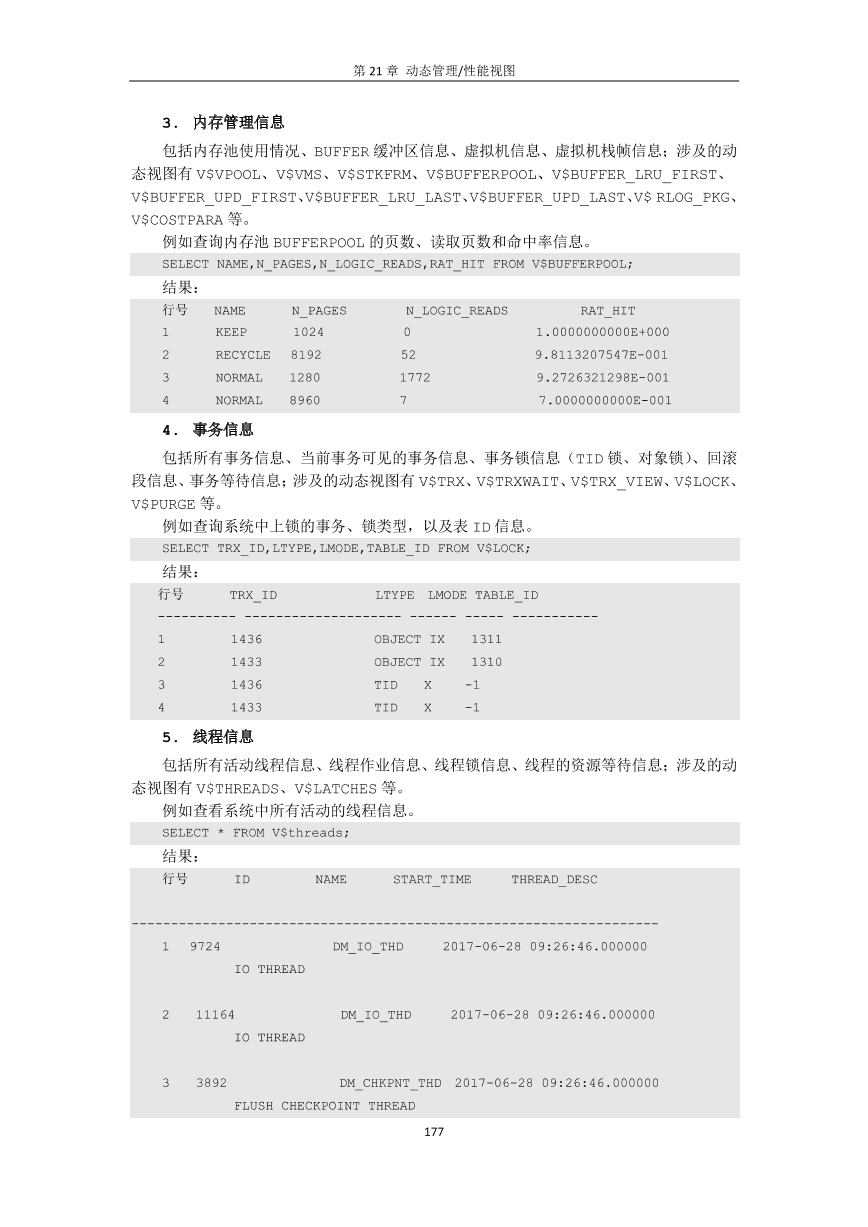 第 21 章 动态管理/性能视图
3. 内存管理信息
包括内存池使用情况、BUFFER 缓冲区信息、虚拟机信息、虚拟机栈帧信息；涉及的动
态视图有 V$VPOOL、V$VMS、V$STKFRM、V$BUFFERPOOL、V$BUFFER_LRU_FIRST、
V$BUFFER_UPD_FIRST、V$BUFFER_LRU_LAST、V$BUFFER_UPD_LAST、V$ RLOG_PKG、
V$COSTPARA 等。
例如查询内存池 BUFFERPOOL 的页数、读取页数和命中率信息。
SELECT NAME,N_PAGES,N_LOGIC_READS,RAT_HIT FROM V$BUFFERPOOL;
结果：
行号 NAME N_PAGES N_LOGIC_READS RAT_HIT
1 KEEP 1024 0 1.0000000000E+000
2 RECYCLE 8192 52 9.8113207547E-001
3 NORMAL 1280 1772 9.2726321298E-001
4 NORMAL 8960 7 7.0000000000E-001
4. 事务信息
包括所有事务信息、当前事务可见的事务信息、事务锁信息（TID 锁、对象锁）、回滚
段信息、事务等待信息；涉及的动态视图有 V$TRX、V$TRXWAIT、V$TRX_VIEW、V$LOCK、
V$PURGE 等。
例如查询系统中上锁的事务、锁类型，以及表 ID 信息。
SELECT TRX_ID,LTYPE,LMODE,TABLE_ID FROM V$LOCK;
结果：
行号 TRX_ID LTYPE LMODE TABLE_ID
---------- -------------------- ------ ----- -----------
1 1436 OBJECT IX 1311
2 1433 OBJECT IX 1310
3 1436 TID X -1
4 1433 TID X -1
5. 线程信息
包括所有活动线程信息、线程作业信息、线程锁信息、线程的资源等待信息；涉及的动
态视图有 V$THREADS、V$LATCHES 等。
例如查看系统中所有活动的线程信息。
SELECT * FROM V$threads;
结果：
行号 ID NAME START_TIME THREAD_DESC
-------------------------------------------------------------------
1 9724 DM_IO_THD 2017-06-28 09:26:46.000000
IO THREAD
2 11164 DM_IO_THD 2017-06-28 09:26:46.000000
IO THREAD
3 3892 DM_CHKPNT_THD 2017-06-28 09:26:46.000000
FLUSH CHECKPOINT THREAD
177